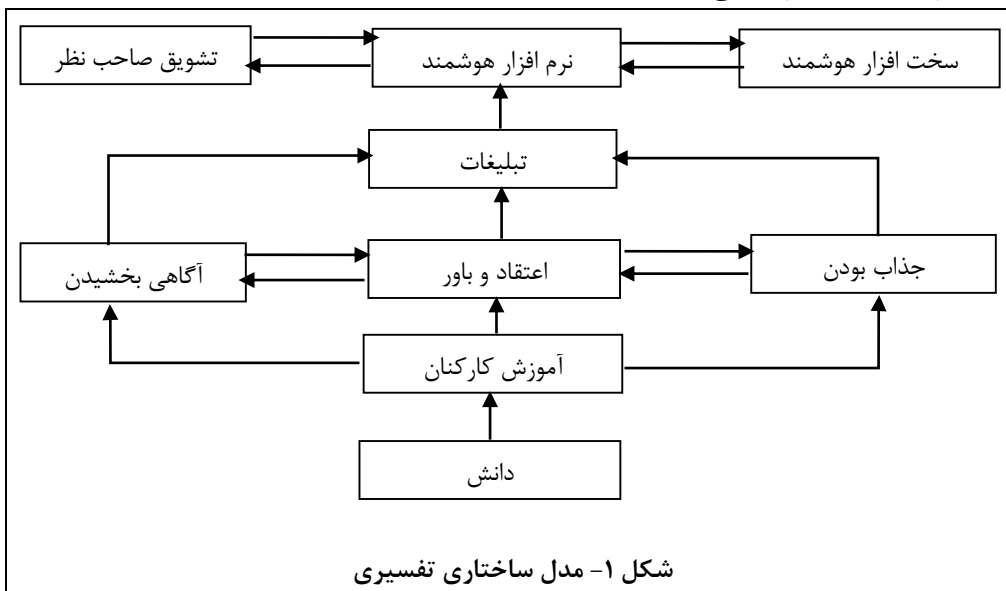 سخت افزار هوشمند
نرم افزار هوشمند
تشویق صاحب نظر
تبلیغات
جذاب بودن
اعتقاد و باور
آگاهی بخشیدن
آموزش کارکنان
دانش
شکل ۱- مدل ساختاری تفسیری